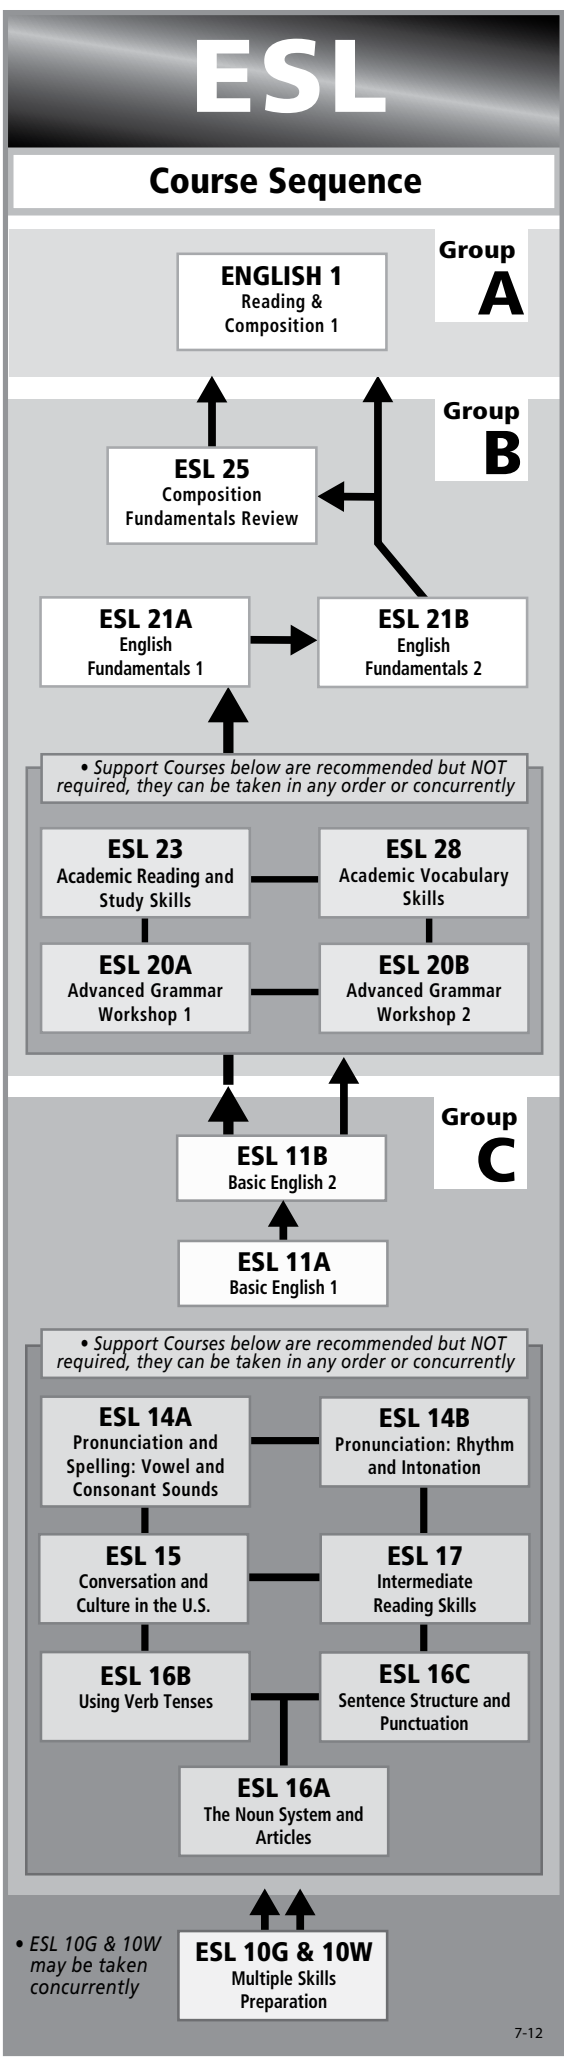 ESL
Course Sequence
Group
A
ENGLISH 1
Reading &
Composition 1
Group
B
ESL 25
Composition
Fundamentals Review
ESL 21A
English
Fundamentals 1
ESL 21B
English
Fundamentals 2
• Support Courses below are recommended but NOT
required, they can be taken in any order or concurrently
ESL 23
Academic Reading and
Study Skills
ESL 28
Academic Vocabulary
Skills
ESL 20A
Advanced Grammar
Workshop 1
ESL 20B
Advanced Grammar
Workshop 2
Group
C
ESL 11B
Basic English 2
ESL 11A
Basic English 1
• Support Courses below are recommended but NOT
required, they can be taken in any order or concurrently
ESL 14A
Pronunciation and
Spelling: Vowel and
Consonant Sounds
ESL 14B
Pronunciation: Rhythm
and Intonation
ESL 15
Conversation and
Culture in the U.S.
ESL 17
Intermediate
Reading Skills
ESL 16B
Using Verb Tenses
ESL 16C
Sentence Structure and
Punctuation
ESL 16A
The Noun System and
Articles
• ESL 10G & 10W
may be taken
concurrently
ESL 10G & 10W
Multiple Skills
Preparation
7-12